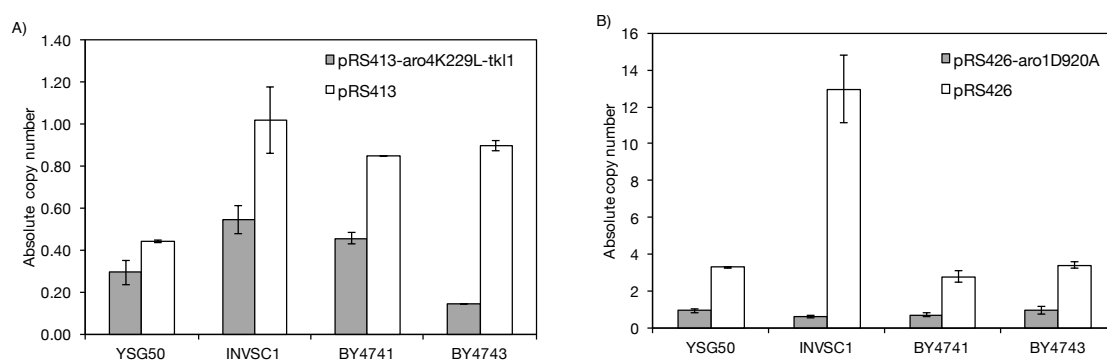 A)
Absolute copy number
1.40
1.20
1.00
0.80
0.60
0.40
0.20
0.00
pRS413-aro4K229L-tkl1
pRS413
YSG50 INVSC1 BY4741 BY4743
B)
Absolute copy number
16
14
12
10
8
6
4
2
0
pRS426-aro1D920A
pRS426
YSG50 INVSC1 BY4741 BY4743